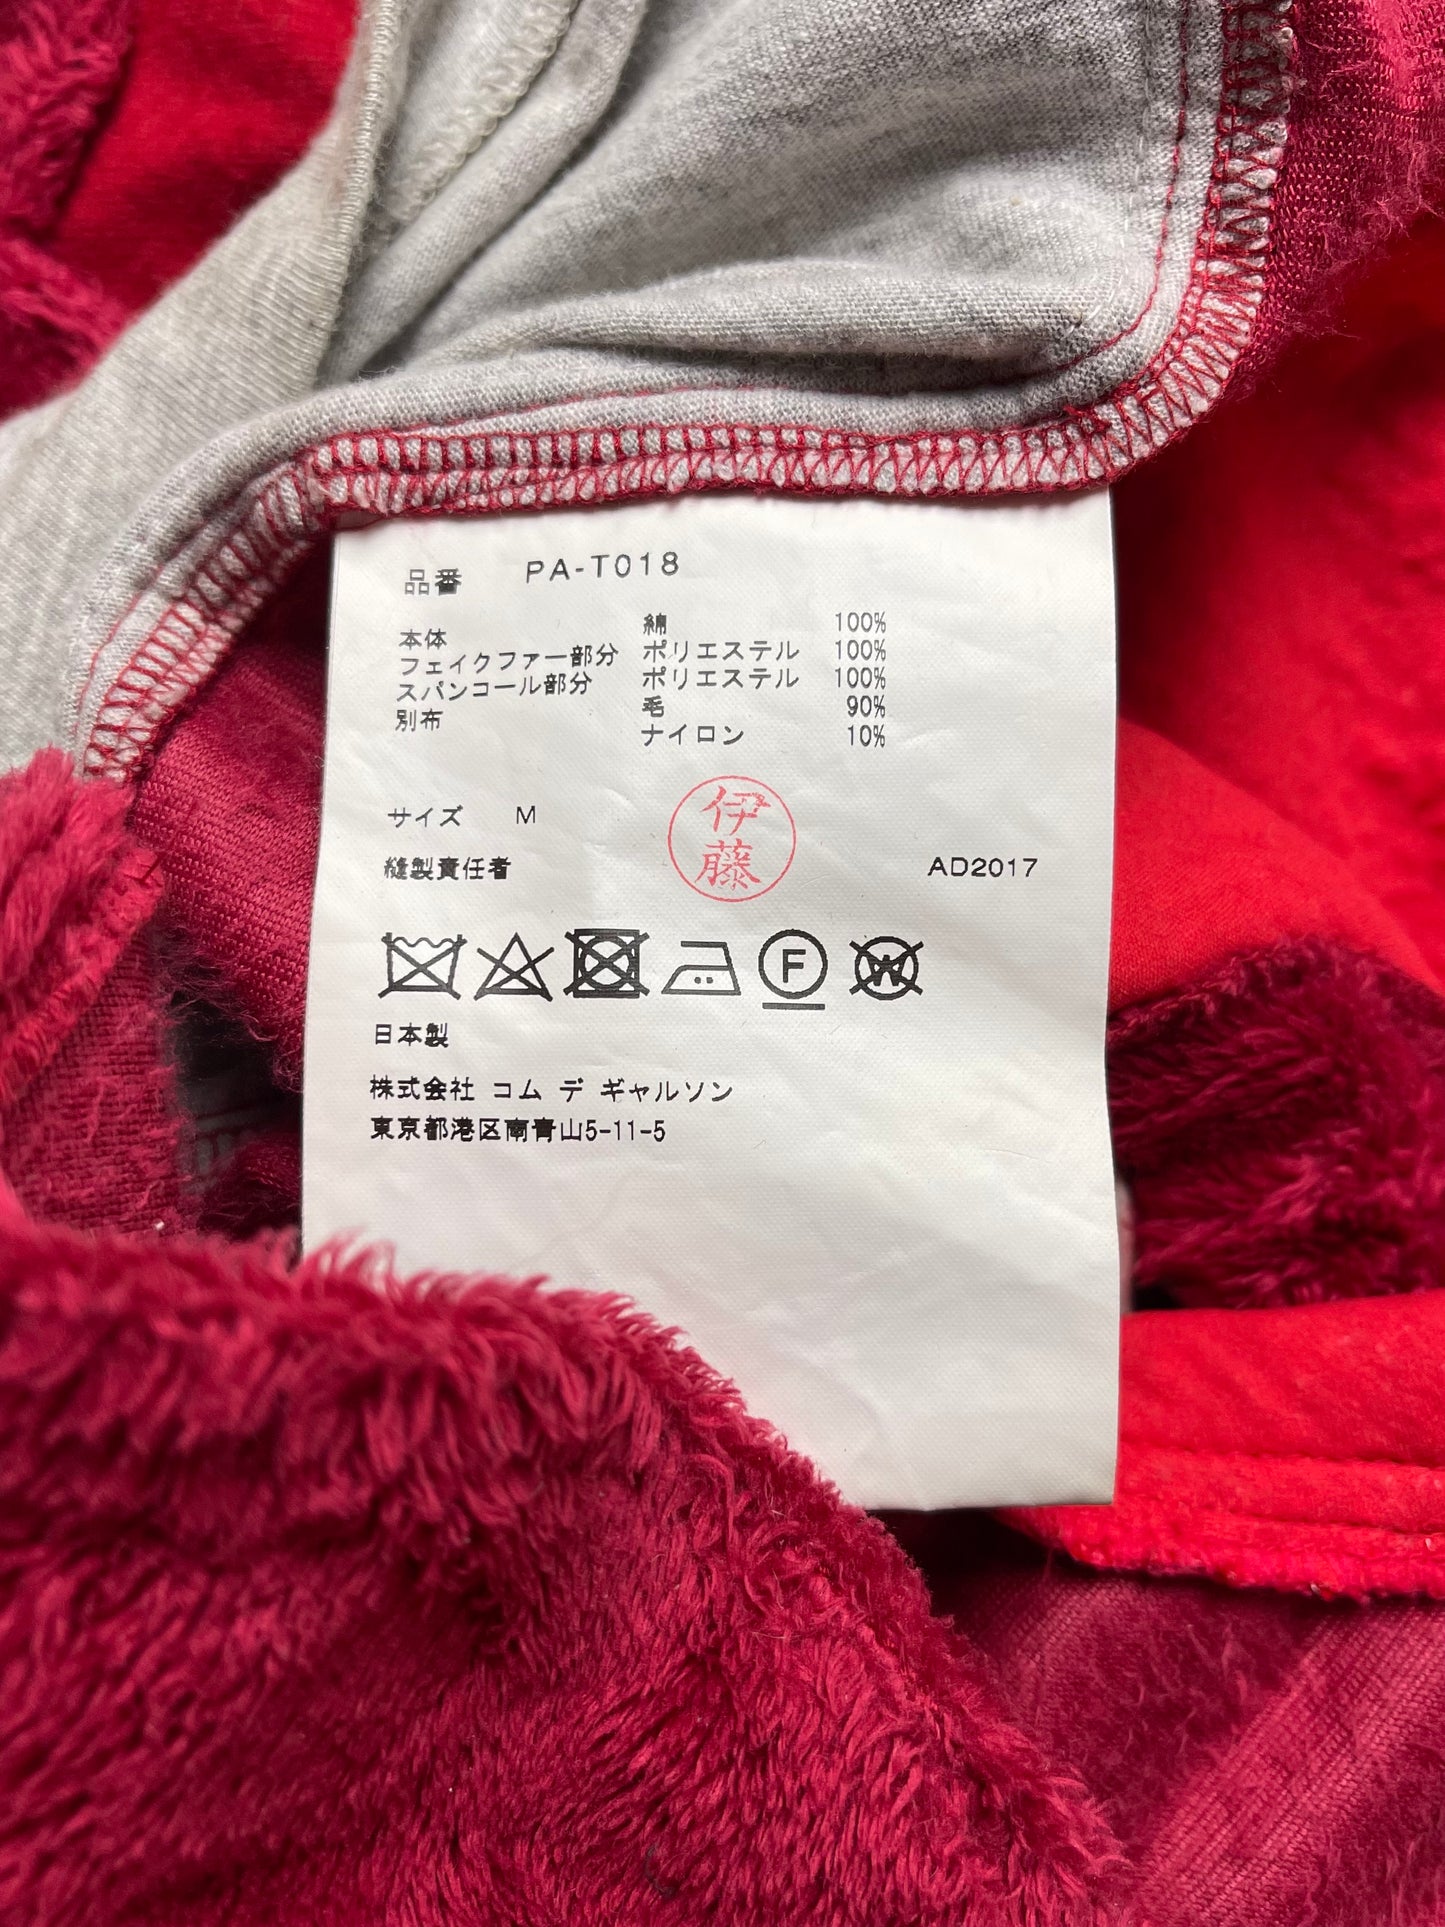 品番 PA-T018
本体 綿 100%
フェイクファー部分 ポリエステル 100%
スパンコール部分 ポリエステル 100%
別布 毛 90%
ナイロン 10%
サイズ M
伊藤
縫製責任者 AD2017
F W
日本製
株式会社 コム デ ギャルソン
東京都港区南青山5-11-5